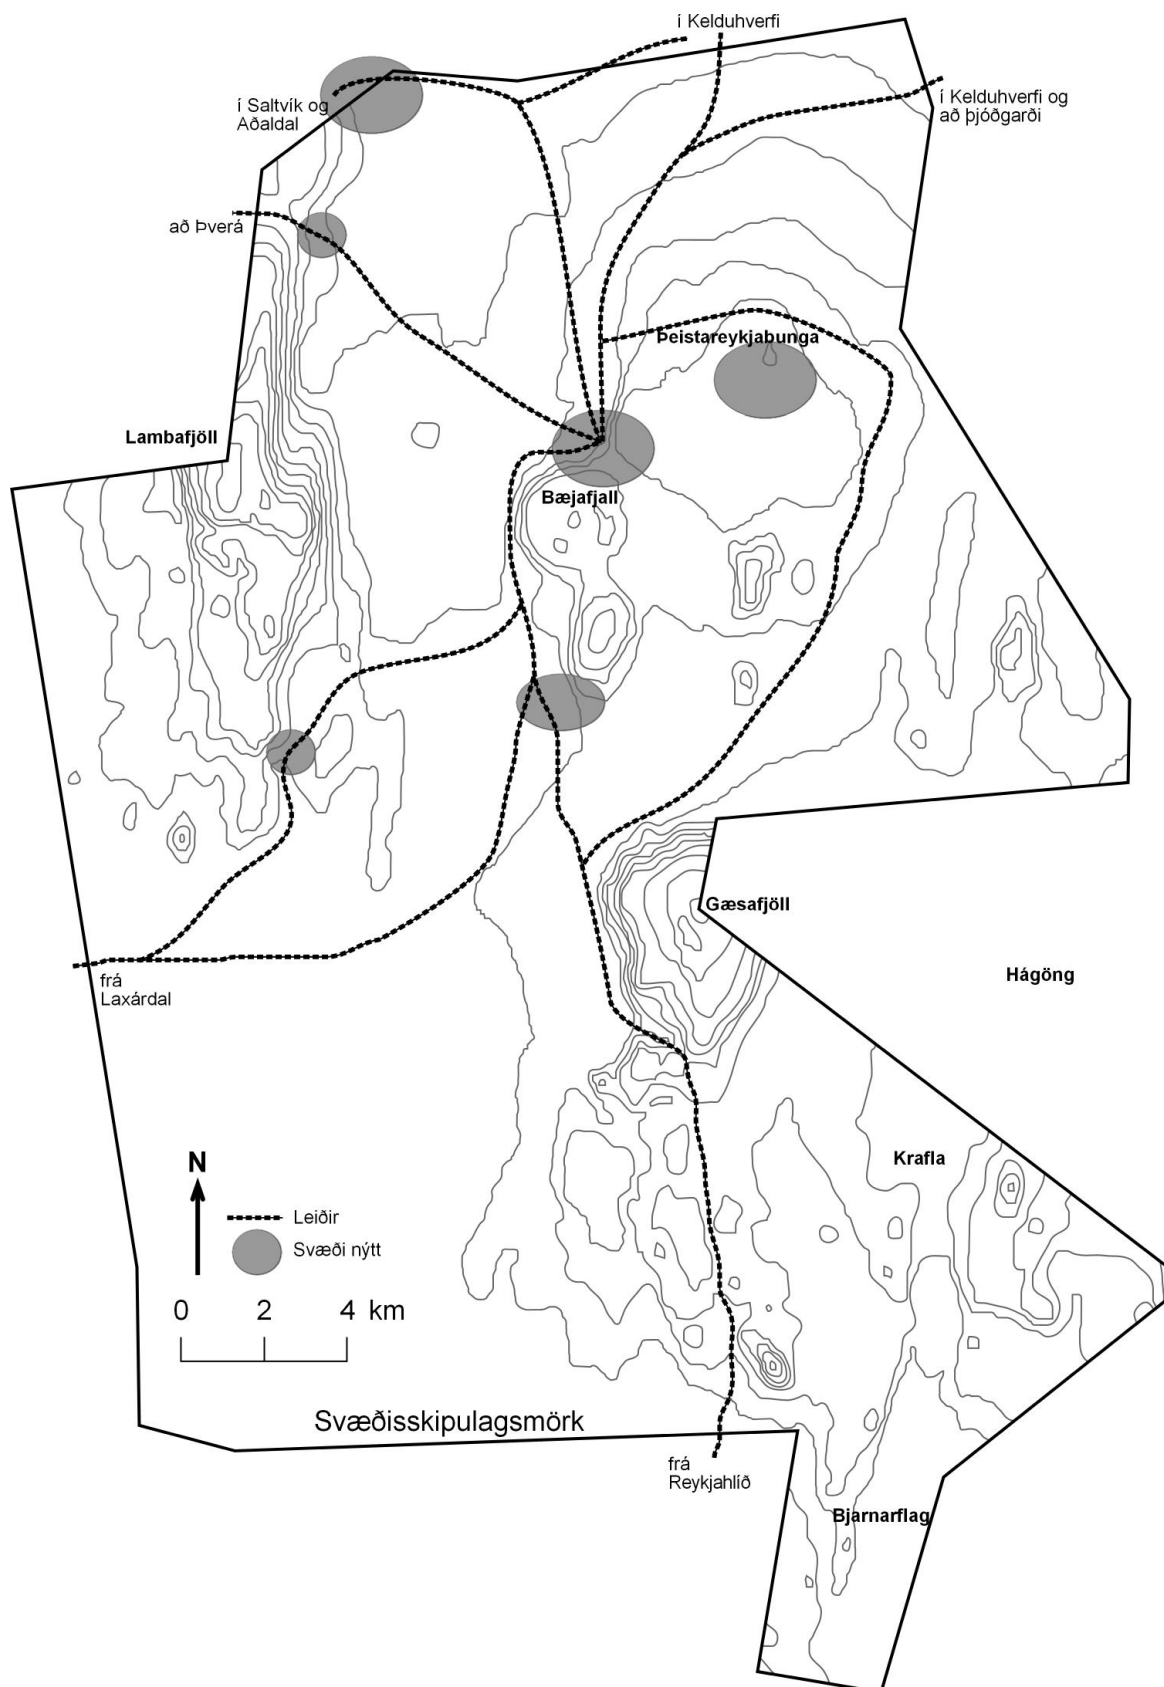 í Kelduhverfi
í Saltvík og
Aðaldal
í Kelduhverfi og
að þjóðgarði
að Þverá
Þeistareykjabunga
Lambafjöll
Bæjafjall
Gæsafjöll
Hágöng
frá
Laxárdal
Krafla
N
Leiðir
Svæði nýtt
0 2 4 km
Svæðisskipulagsmörk
frá
Reykjahlíð
Bjarnarflag